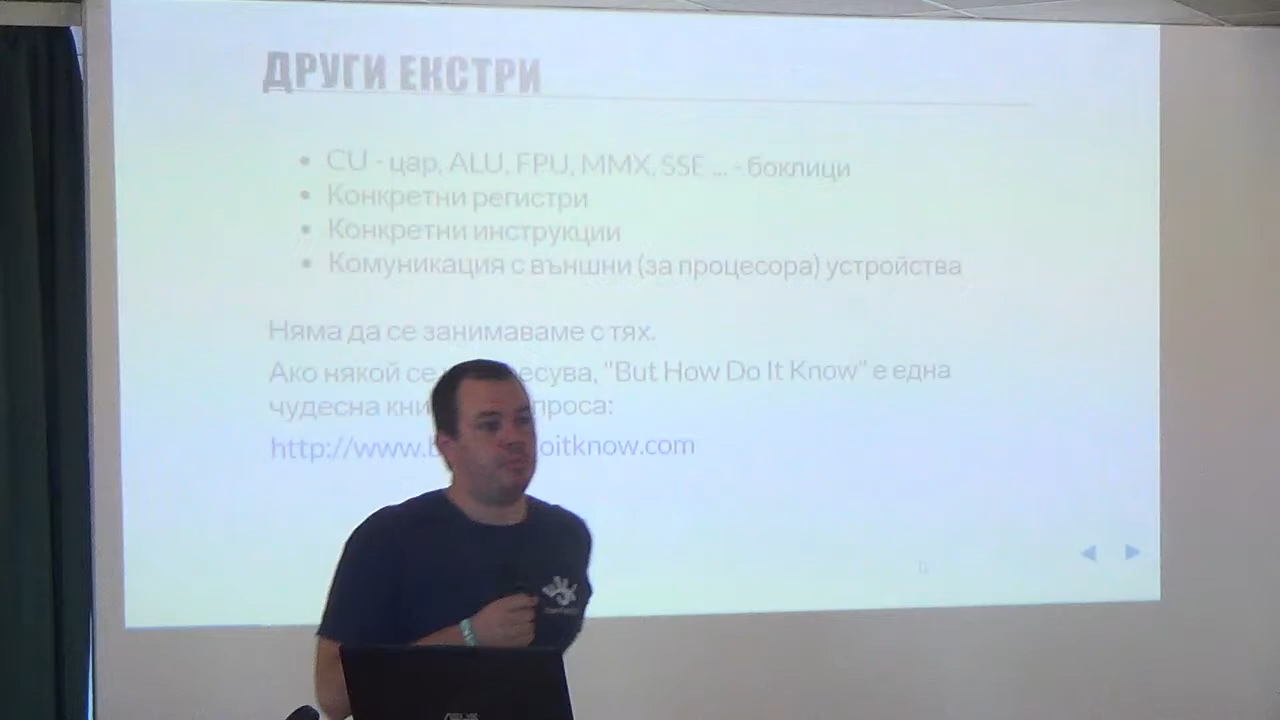 ДРУГИ ЕКСТРИ
CU - цар, ALU, FPU, MMX, SSE ... - боклици
Конкретни регистри
Конкретни инструкции
Комуникация с външни (за процесора) устройства
Няма да се занимаваме с тях.
Ако някой се "But How Do It Know" е една
чудесна
http://www.b oitknow.com
ASUS